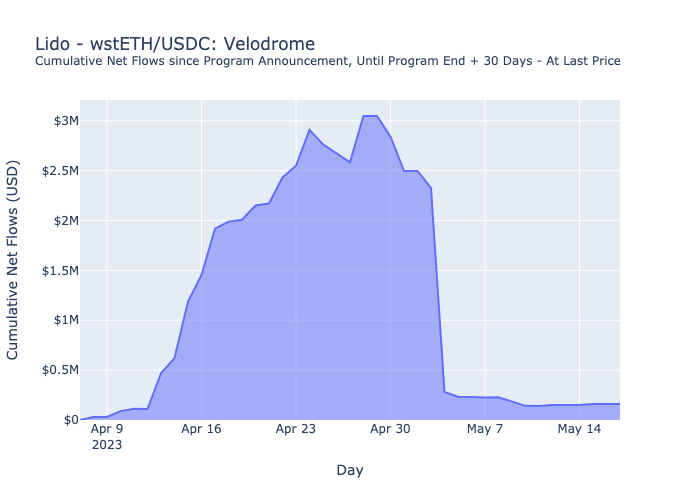 Lido - wstETH/USDC: Velodrome
Cumulative Net Flows since Program Announcement, Until Program End + 30 Days - At Last Price
Cumulative Net Flows (USD)
$3M
$2.5M
$2M
$1.5M
$1M
$0.5M
$0
Apr 9
2023
Apr 16
Apr 23
Apr 30
May 7
May 14
Day